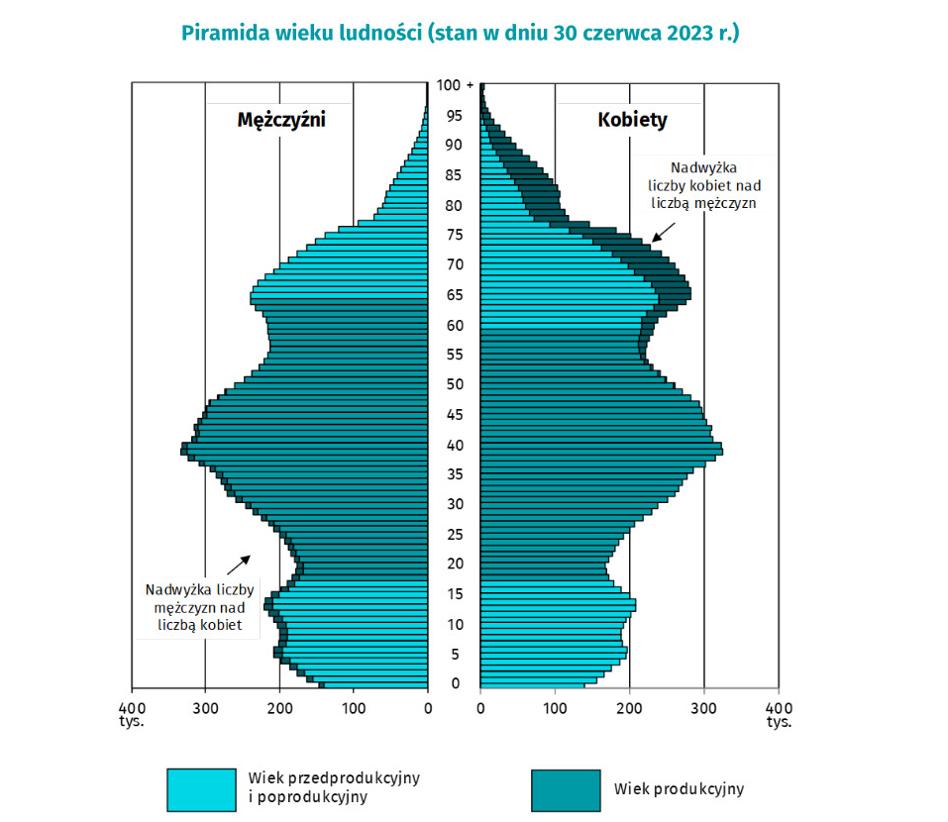 Piramida wieku ludności (stan w dniu 30 czerwca 2023 r.)
Mężczyźni
Kobiety
100 +
95
90
85
80
75
70
65
60
55
50
45
40
35
30
25
20
15
10
5
0
Nadwyżka
liczby kobiet nad
liczbą mężczyzn
Nadwyżka liczby
mężczyzn nad
liczbą kobiet
400
300
200
100
0
0
100
200
300
400
tys.
tys.
Wiek przedprodukcyjny
i poprodukcyjny
Wiek produkcyjny